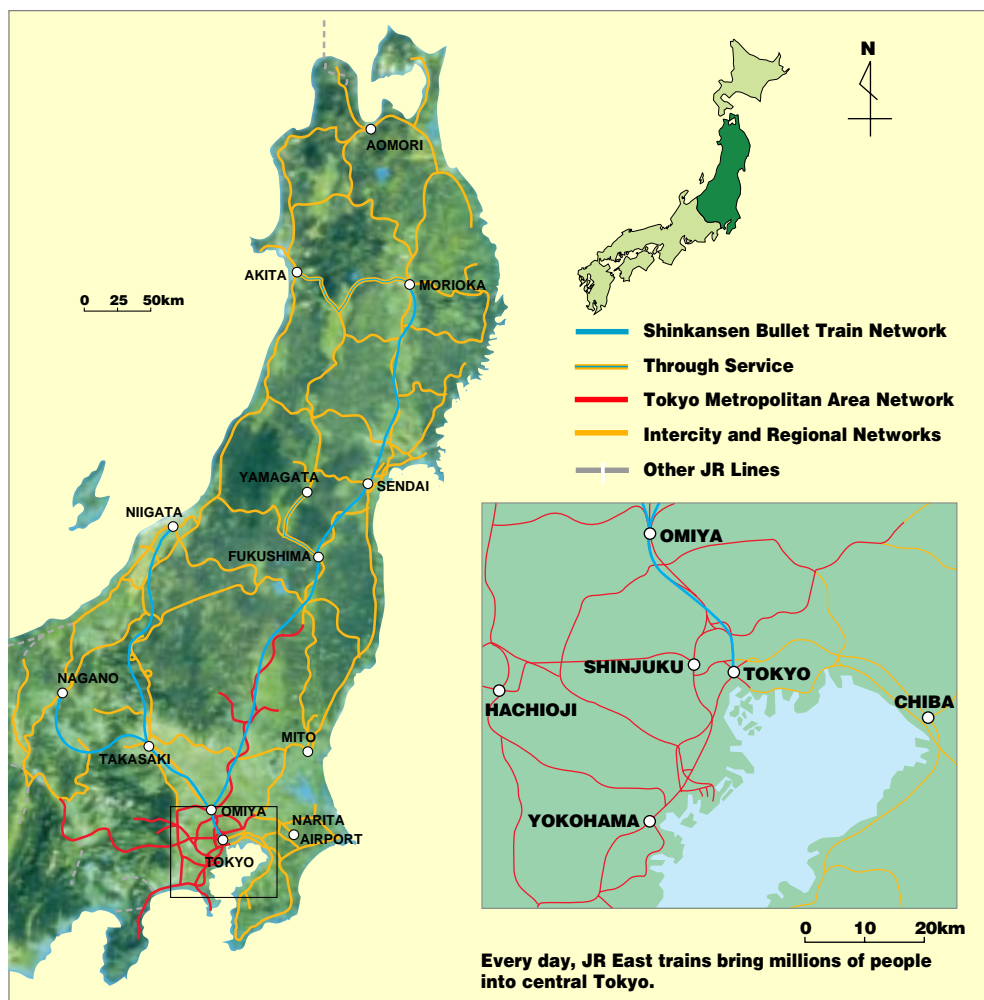 N
AOMORI
AKITA
MORIOKA
0 25 50km
Shinkansen Bullet Train Network
Through Service
Tokyo Metropolitan Area Network
Intercity and Regional Networks
Other JR Lines
YAMAGATA
SENDAI
NIIGATA
FUKUSHIMA
NAGANO
MITO
TAKASAKI
OMIYA
NARITA
AIRPORT
TOKYO
OMIYA
SHINJUKU
TOKYO
HACHIOJI
CHIBA
YOKOHAMA
0 10 20km
Every day, JR East trains bring millions of people
into central Tokyo.